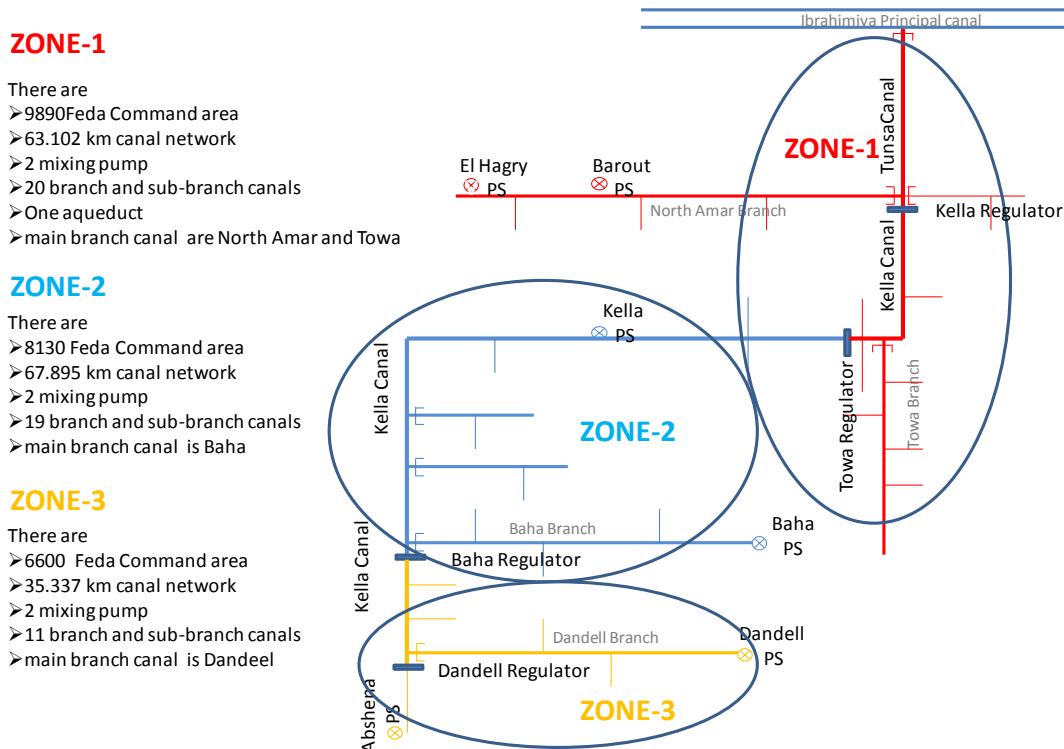 Ibrahimiya Principal canal
ZONE-1
There are
➢9890Feda Command area
➢63.102 km canal network
➢2 mixing pump
➢20 branch and sub-branch canals
➢One aqueduct
➢main branch canal are North Amar and Towa
ZONE-2
There are
➢8130 Feda Command area
➢67.895 km canal network
➢2 mixing pump
➢19 branch and sub-branch canals
➢main branch canal is Baha
ZONE-3
There are
➢6600 Feda Command area
➢35.337 km canal network
➢2 mixing pump
➢11 branch and sub-branch canals
➢main branch canal is Dandeel
TunsaCanal
ZONE-1
El Hagry
PS
Barout
PS
North Amar Branch
Kella Regulator
Kella Canal
Kella
PS
Kella Canal
Towa Regulator
Towa Branch
ZONE-2
Baha Branch
Baha
PS
Baha Regulator
Kella Canal
Dandell Branch
Dandell
PS
Dandell Regulator
ZONE-3
Abshena
PS